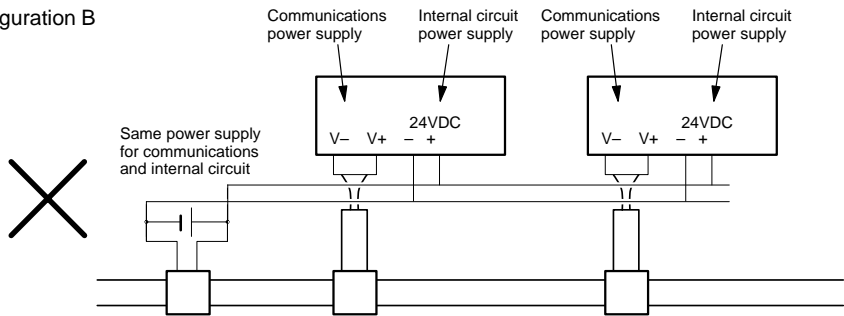 guration B
Communications
power supply
Internal circuit
power supply
Communications
power supply
Internal circuit
power supply
Same power supply
for communications
and internal circuit
24VDC
V– V+ – +
24VDC
V– V+ – +